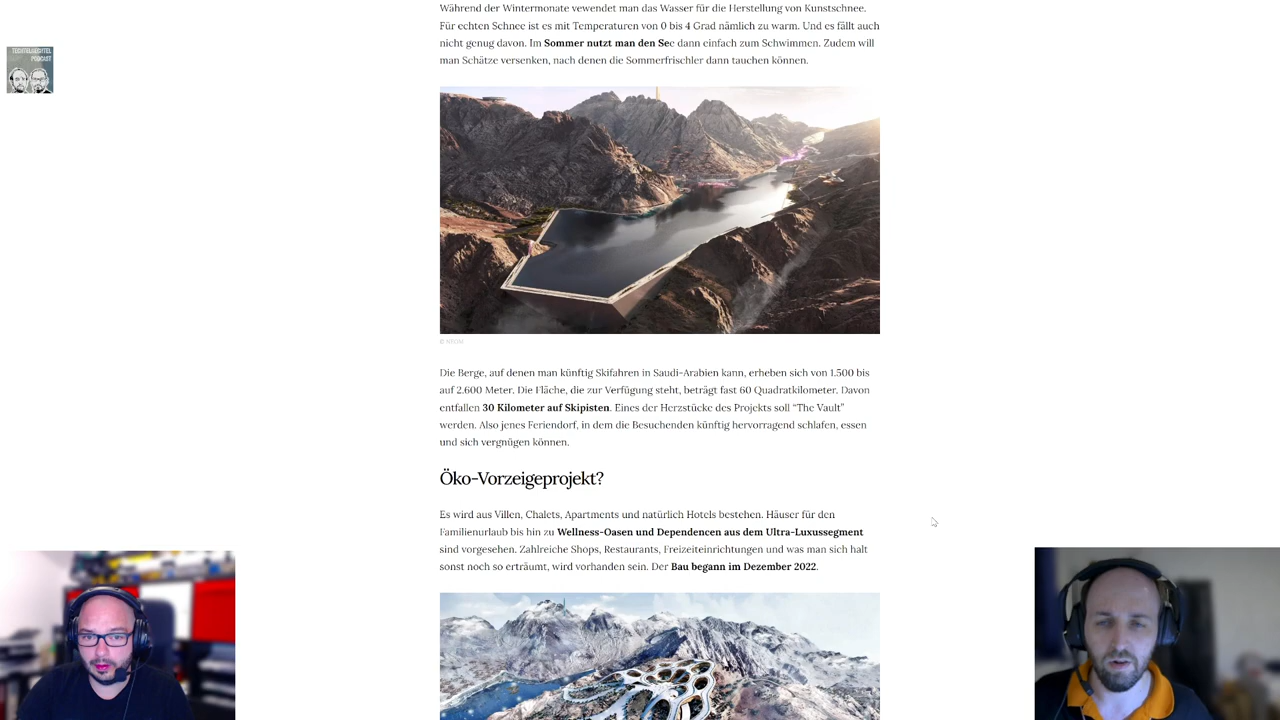 Während der Wintermonate vewendet man das Wasser für die Herstellung von Kunstschnee.
Für echten Schnee ist es mit Temperaturen von 0 bis 4 Grad nämlich zu warm. Und es fällt auch
nicht genug davon. Im Sommer nutzt man den See dann einfach zum Schwimmen. Zudem will
man Schätze versenken, nach denen die Sommerfrischler dann tauchen können.
TECHTELMECHTEL
PODCAST
© NEOM
Die Berge, auf denen man künftig Skifahren in Saudi-Arabien kann, erheben sich von 1.500 bis
auf 2.600 Meter. Die Fläche, die zur Verfügung steht, beträgt fast 60 Quadratkilometer. Davon
entfallen 30 Kilometer auf Skipisten. Eines der Herzstücke des Projekts soll “The Vault”
werden. Also jenes Feriendorf, in dem die Besuchenden künftig hervorragend schlafen, essen
und sich vergnügen können.
Öko-Vorzeigeprojekt?
Es wird aus Villen, Chalets, Apartments und natürlich Hotels bestehen. Häuser für den
Familienurlaub bis hin zu Wellness-Oasen und Dependencen aus dem Ultra-Luxussegment
sind vorgesehen. Zahlreiche Shops, Restaurants, Freizeiteinrichtungen und was man sich halt
sonst noch so erträumt, wird vorhanden sein. Der Bau begann im Dezember 2022.